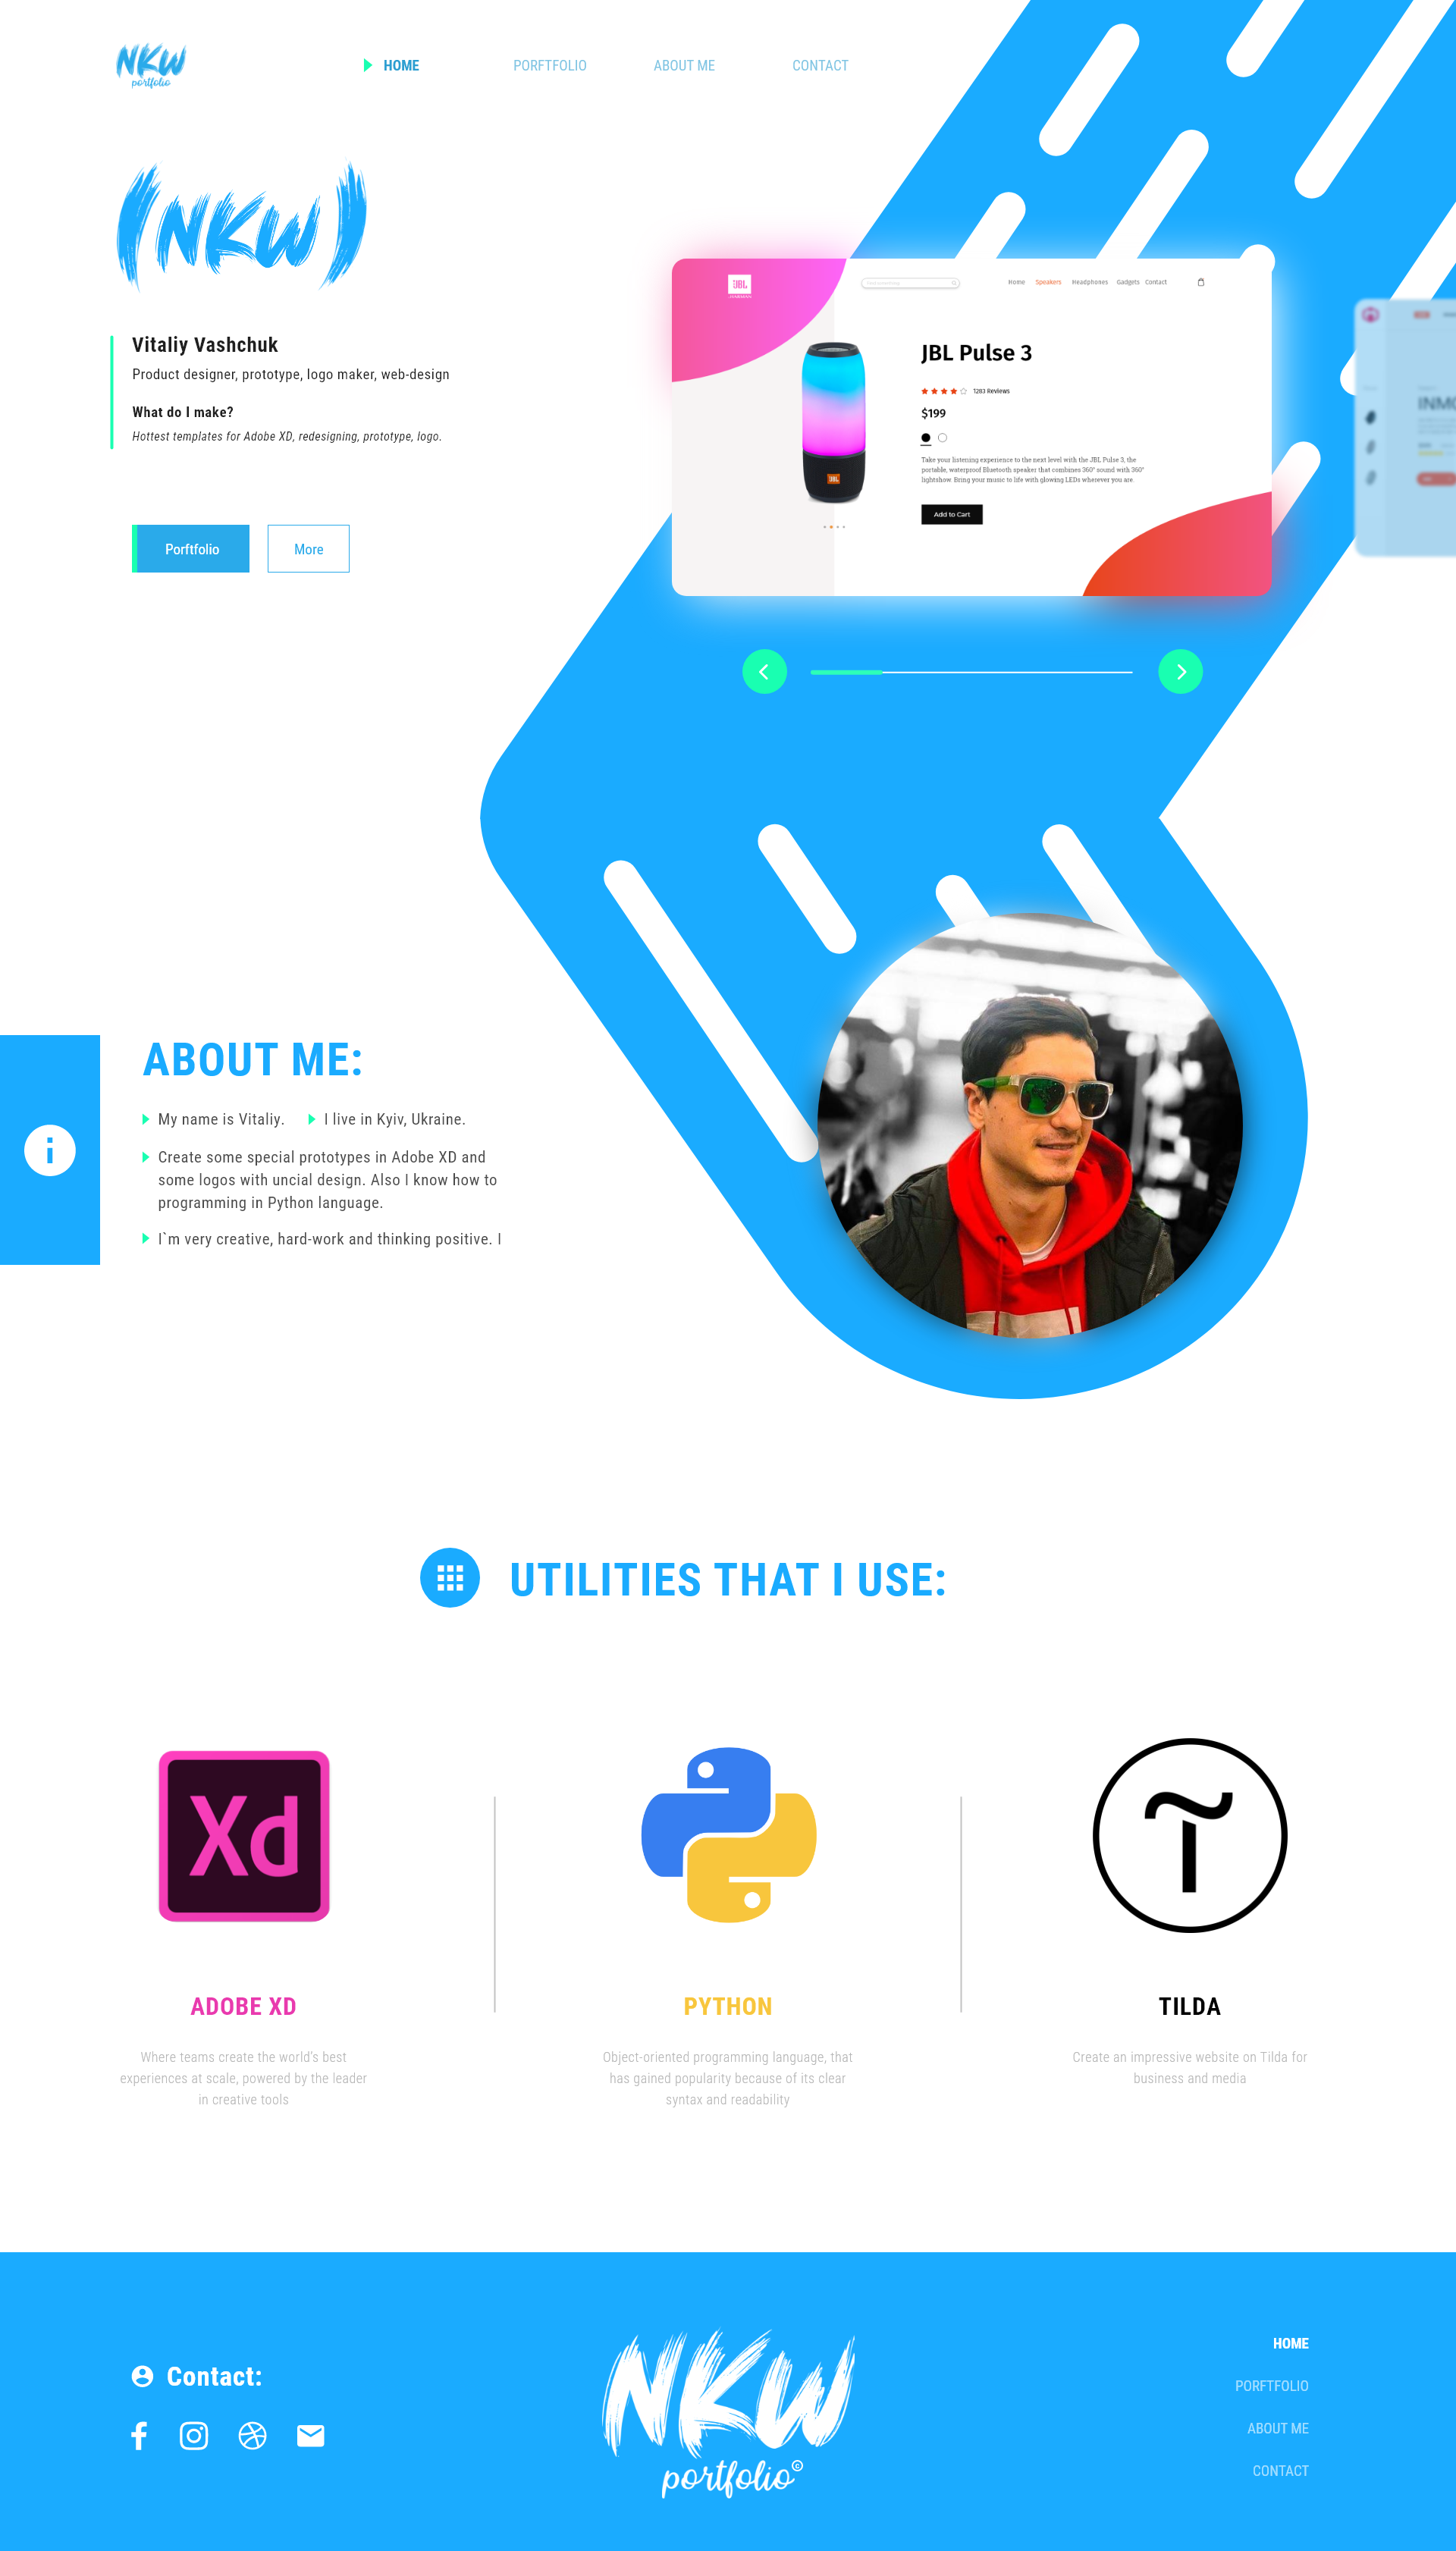 NKW
portfolio
HOME
PORFTFOLIO
ABOUT ME
CONTACT
(NKW)
Vitaliy Vashchuk
Product designer, prototype, logo maker, web-design
What do I make?
Hottest templates for Adobe XD, redesigning, prototype, logo.
Porftfolio
More
JBL
Home
Speakers
Headphones
Gadgets
Contact
JBL Pulse 3
1283 Reviews
$199
Take your listening experience to the next level with the JBL Pulse 3, the
portable, waterproof Bluetooth speaker that combines 360° sound with 360°
lightshow. Bring your music to life with glowing LEDs wherever you are.
Add to Cart
JBL
ABOUT ME:
My name is Vitaliy.
I live in Kyiv, Ukraine.
Create some special prototypes in Adobe XD and
some logos with uncial design. Also I know how to
programming in Python language.
I`m very creative, hard-work and thinking positive. I
UTILITIES THAT I USE:
Xd
ADOBE XD
Where teams create the world's best
experiences at scale, powered by the leader
in creative tools
PYTHON
Object-oriented programming language, that
has gained popularity because of its clear
syntax and readability
TILDA
Create an impressive website on Tilda for
business and media
Contact:
NKW
portfolio©
HOME
PORFTFOLIO
ABOUT ME
CONTACT